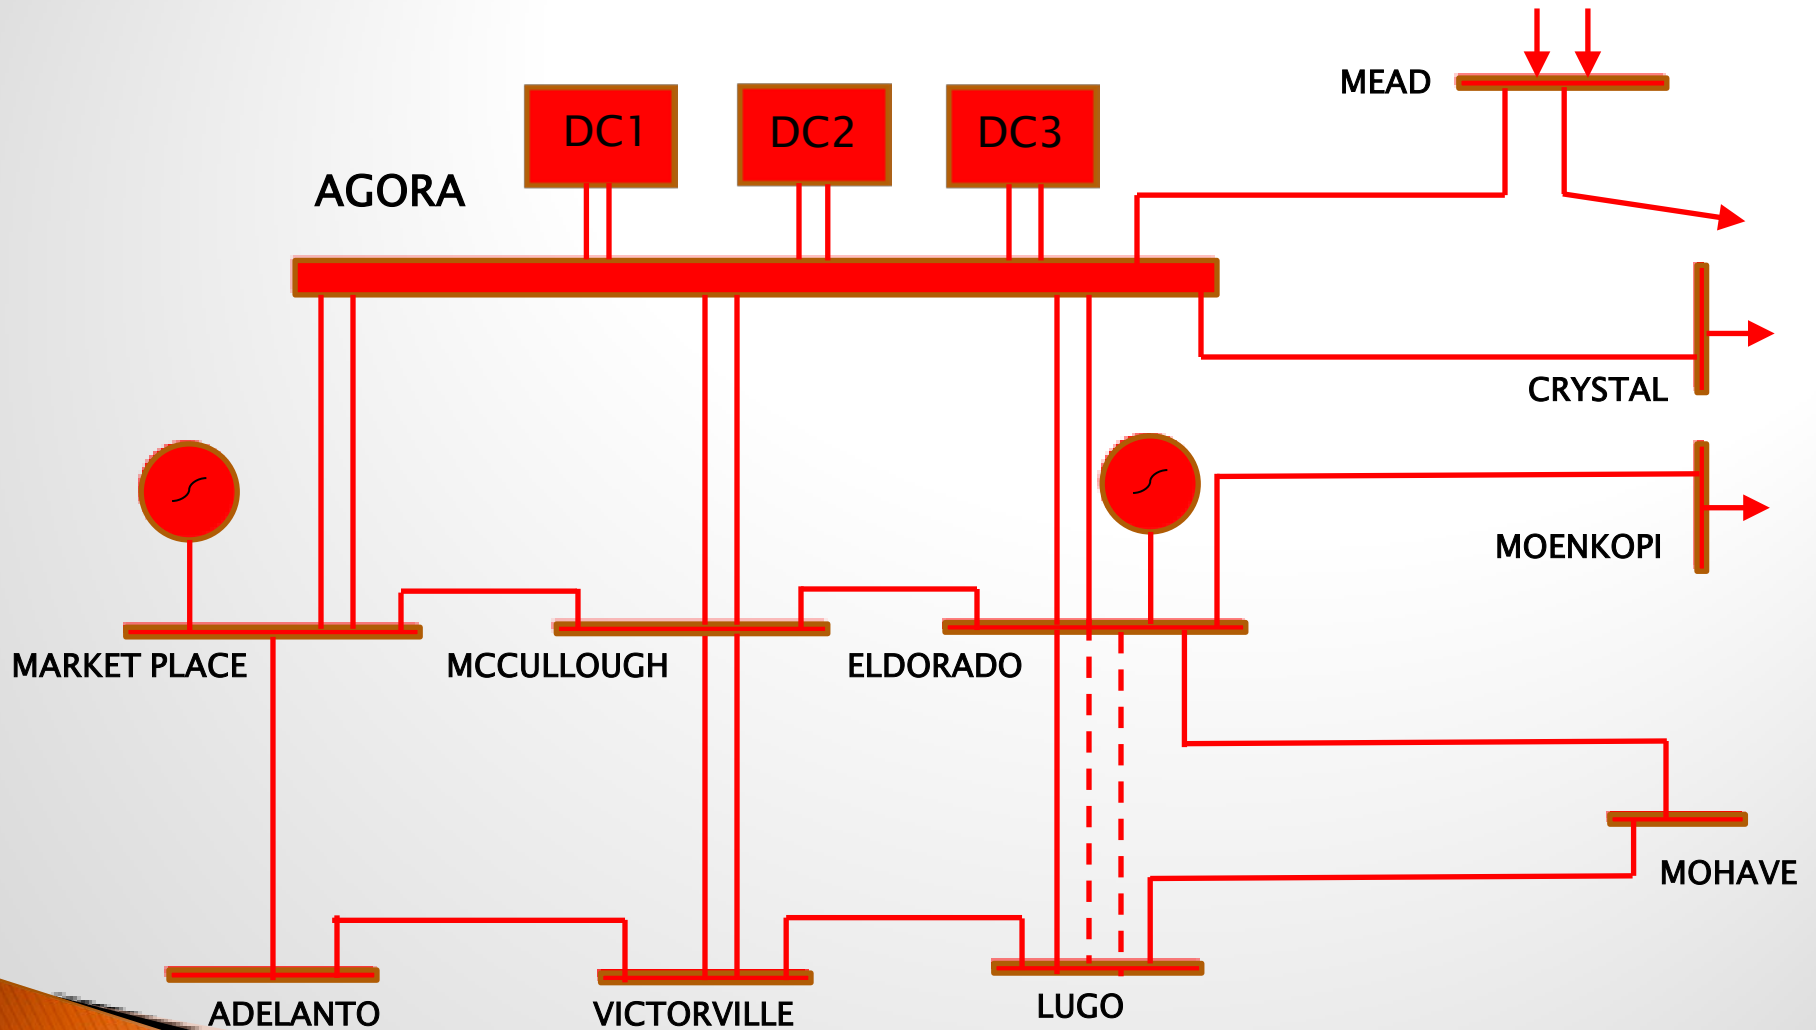 MEAD
DC1
DC2
DC3
AGORA
CRYSTAL
MOENKOPI
MARKET PLACE
MCCULLOUGH
ELDORADO
MOHAVE
ADELANTO
VICTORVILLE
LUGO